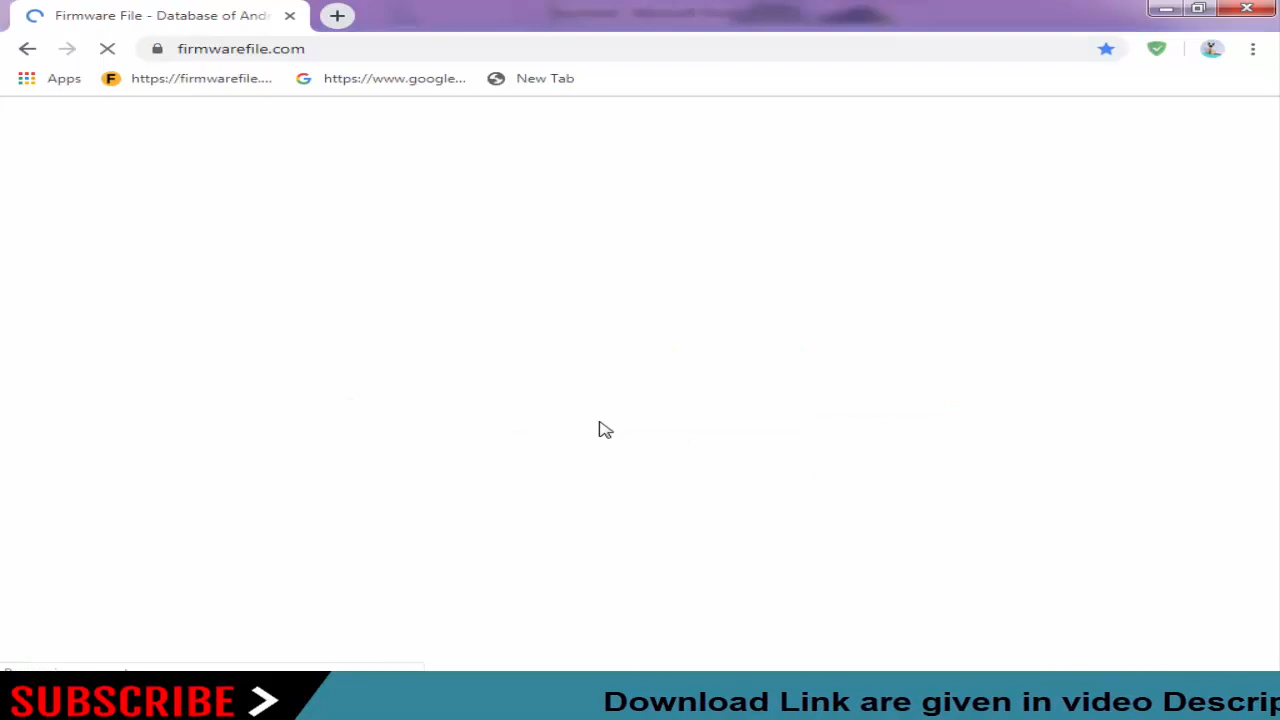 Firmware File - Database of Andr
firmwarefile.com
Apps
https://firmwarefile....
https://www.google...
New Tab
SUBSCRIBE
Download Link are given in video Descrip